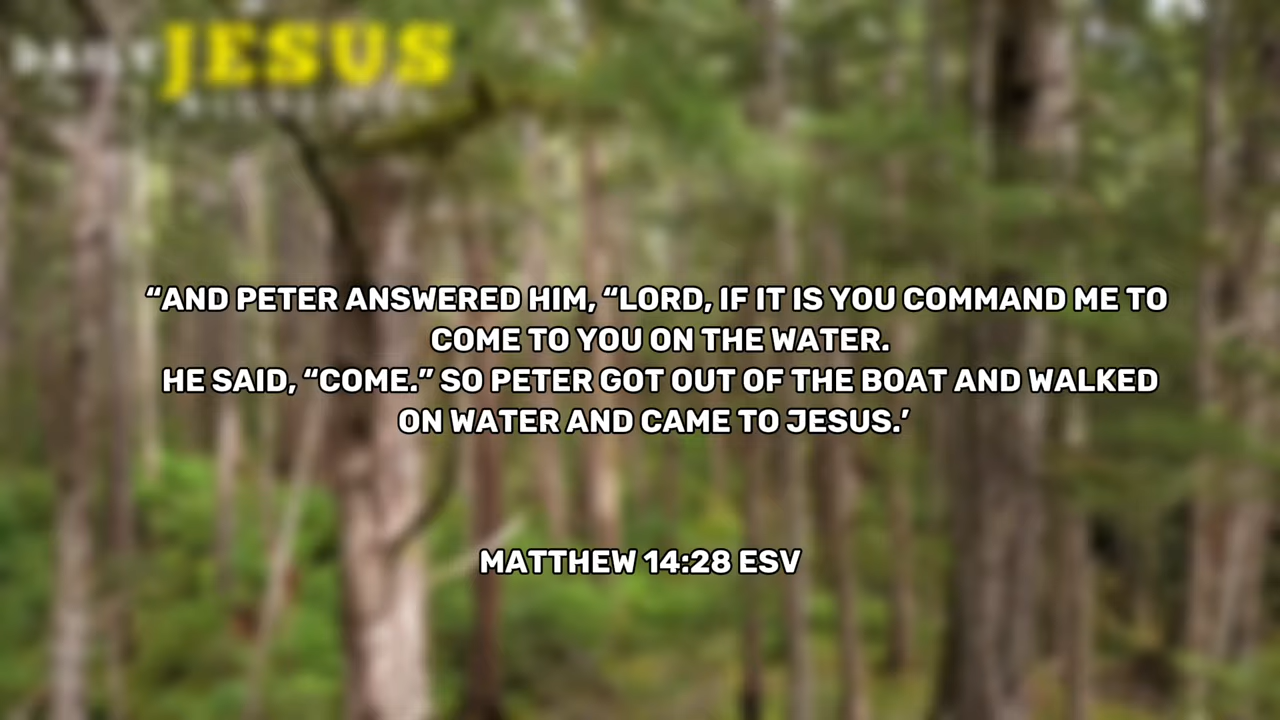 DAILY JESUS
“AND PETER ANSWERED HIM, “LORD, IF IT IS YOU COMMAND ME TO
COME TO YOU ON THE WATER.
HE SAID, “COME.” SO PETER GOT OUT OF THE BOAT AND WALKED
ON WATER AND CAME TO JESUS.’
MATTHEW 14:28 ESV